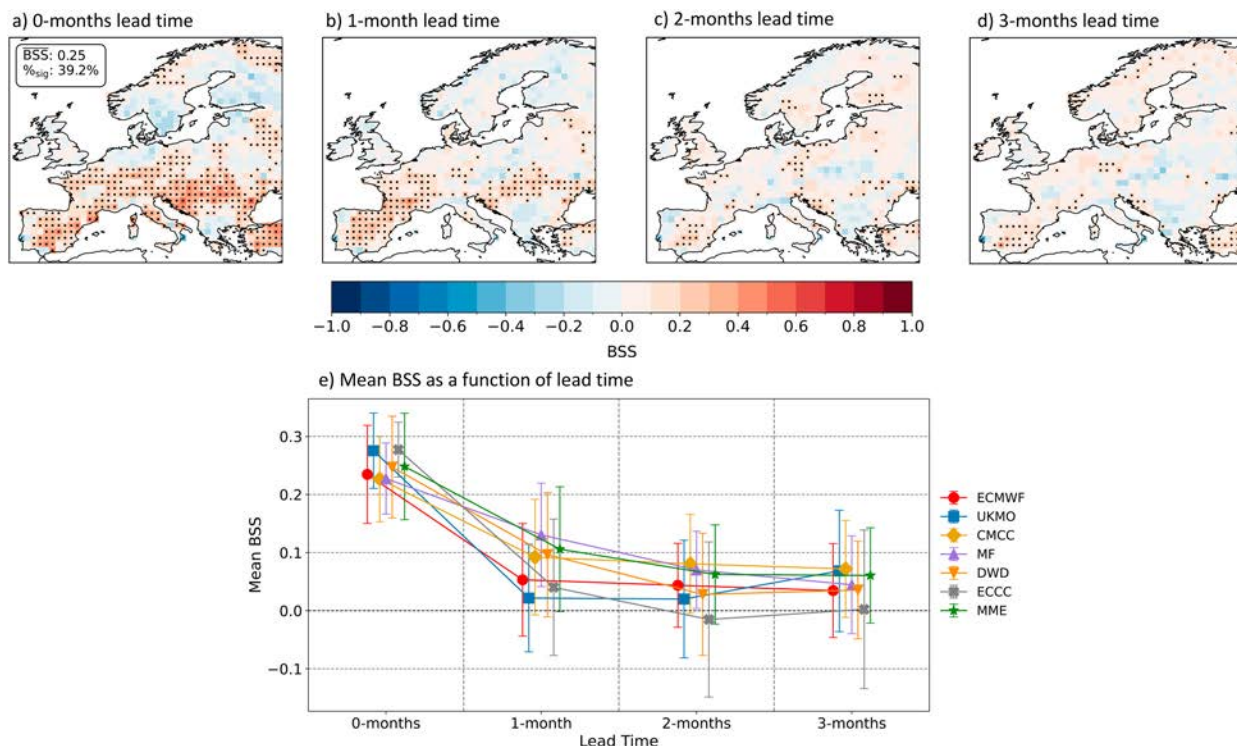 a) 0-months lead time
b) 1-month lead time
c) 2-months lead time
d) 3-months lead time
BSS: 0.25
%sig: 39.2%
−1.0 −0.8 −0.6 −0.4 −0.2 0.0 0.2 0.4 0.6 0.8 1.0
BSS
e) Mean BSS as a function of lead time
Mean BSS
0.3
0.2
0.1
0.0
−0.1
0-months 1-month 2-months 3-months
Lead Time
ECMWF
UKMO
CMCC
MF
DWD
ECCC
MME